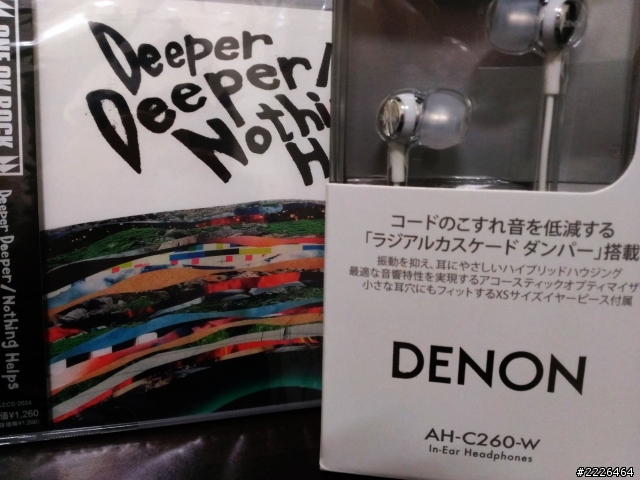 ONE OK ROCK
Deeper Deeper/Nothing Helps
¥1,260
Deeper
Deeper/
Nothi
H
コードのこすれ音を低減する
「ラジアルカスケード ダンパー」搭載
振動を抑え、耳にやさしいハイブリッドハウジング
最適な音響特性を実現するアコースティックオプティマイザ
小さな耳穴にもフィットするXSサイズイヤーピース付属
DENON
AH-C260-W
In-Ear Headphones
#2226464